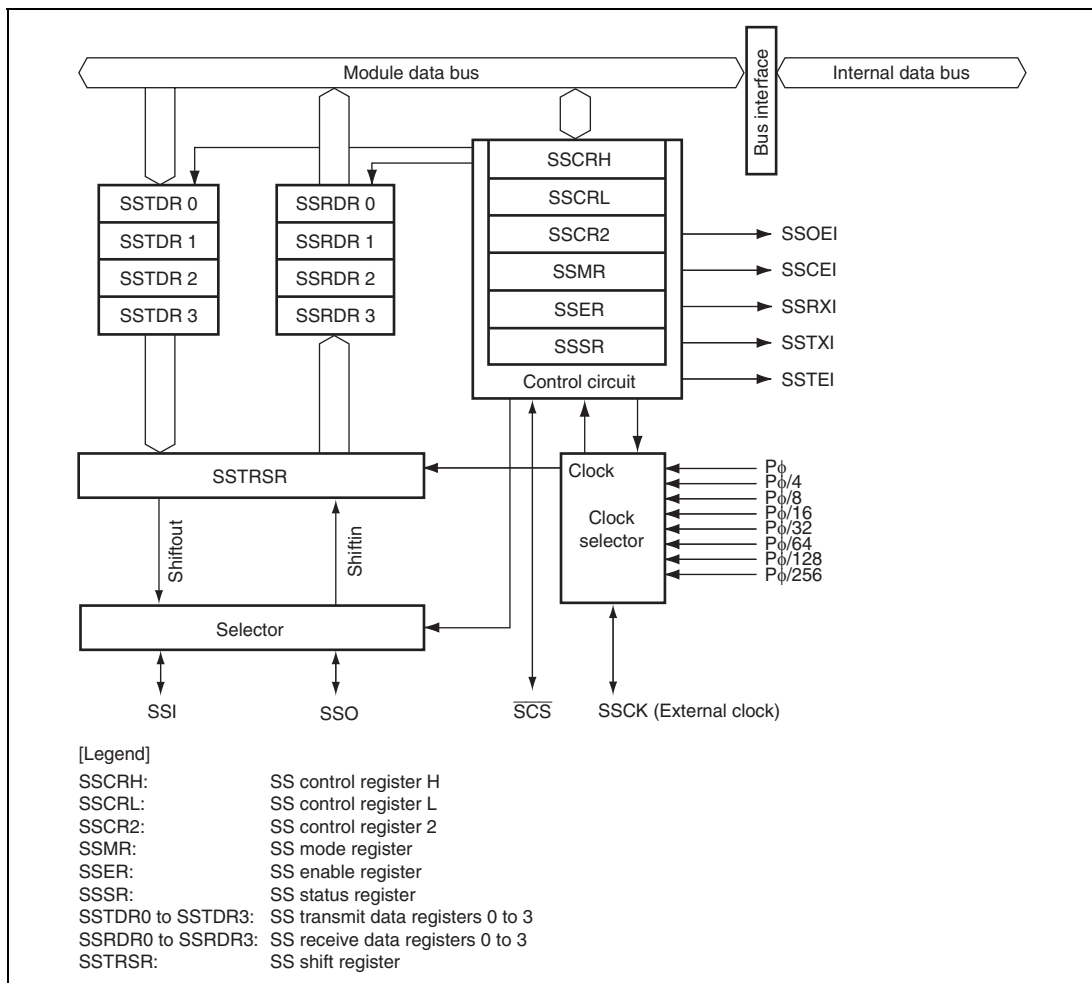 Module data bus
Bus interface
Internal data bus
SSTDR 0
SSTDR 1
SSTDR 2
SSTDR 3
SSRDR 0
SSRDR 1
SSRDR 2
SSRDR 3
SSCRH
SSCRL
SSCR2
SSMR
SSER
SSSR
Control circuit
SSOEI
SSCEI
SSRXI
SSTXI
SSTEI
SSTRSR
Clock
Clock
selector
Pϕ
Pϕ/4
Pϕ/8
Pϕ/16
Pϕ/32
Pϕ/64
Pϕ/128
Pϕ/256
Shiftout
Shiftin
Selector
SSI
SSO
S̅C̅S̅
SSCK (External clock)
[Legend]
SSCRH: SS control register H
SSCRL: SS control register L
SSCR2: SS control register 2
SSMR: SS mode register
SSER: SS enable register
SSSR: SS status register
SSTDR0 to SSTDR3: SS transmit data registers 0 to 3
SSRDR0 to SSRDR3: SS receive data registers 0 to 3
SSTRSR: SS shift register